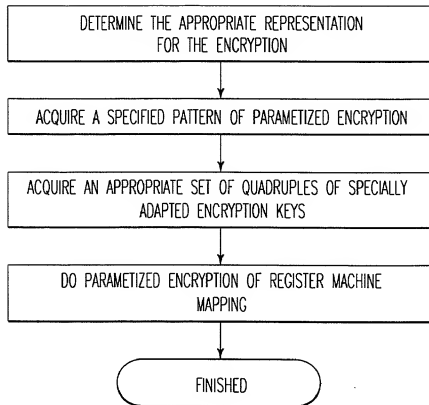 DETERMINE THE APPROPRIATE REPRESENTATION
FOR THE ENCRYPTION
ACQUIRE A SPECIFIED PATTERN OF PARAMETIZED ENCRYPTION
ACQUIRE AN APPROPRIATE SET OF QUADRUPLES OF SPECIALLY
ADAPTED ENCRYPTION KEYS
DO PARAMETIZED ENCRYPTION OF REGISTER MACHINE
MAPPING
FINISHED